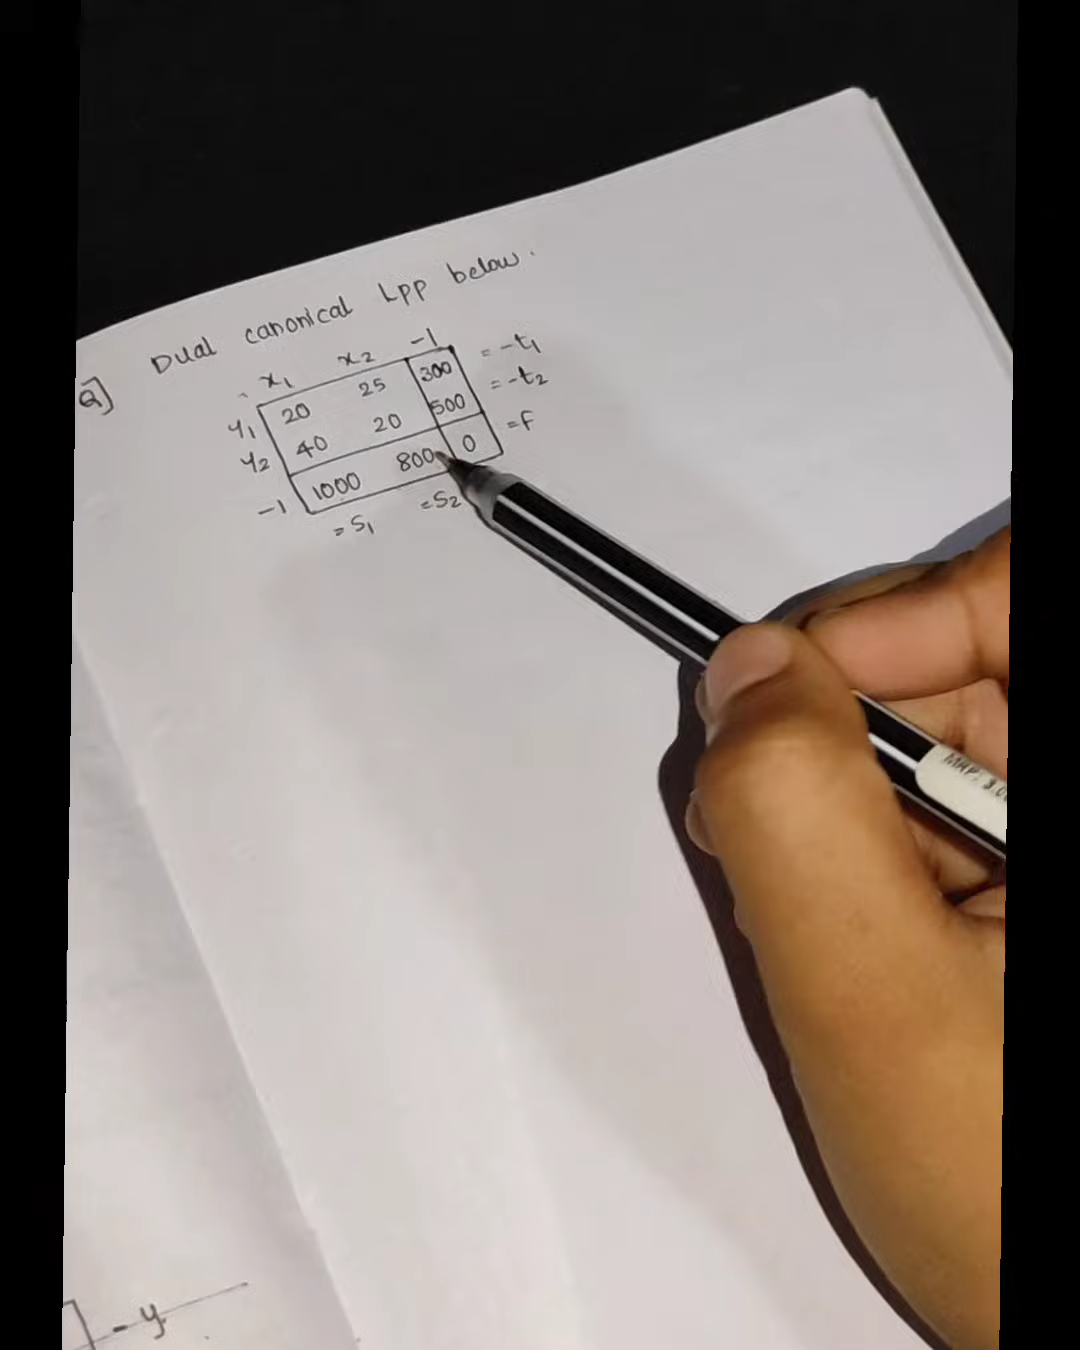 Q] Dual canonical Lpp below.
x1 x2 -1
y1 20 25 300 = -t1
y2 40 20 500 = -t2
-1 1000 800 0 = f
= S1 = S2
- y